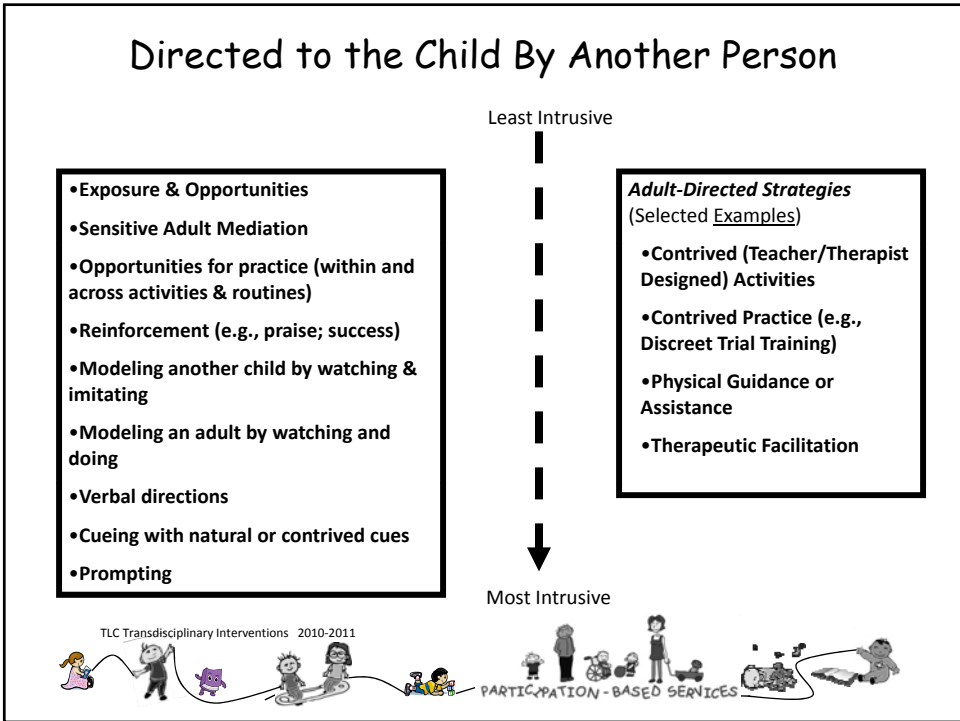 Directed to the Child By Another Person
Least Intrusive
•Exposure & Opportunities
•Sensitive Adult Mediation
•Opportunities for practice (within and
across activities & routines)
•Reinforcement (e.g., praise; success)
•Modeling another child by watching &
imitating
•Modeling an adult by watching and
doing
•Verbal directions
•Cueing with natural or contrived cues
•Prompting
Adult-Directed Strategies
(Selected Examples)
•Contrived (Teacher/Therapist
Designed) Activities
•Contrived Practice (e.g.,
Discreet Trial Training)
•Physical Guidance or
Assistance
•Therapeutic Facilitation
Most Intrusive
TLC Transdisciplinary Interventions 2010-2011
PARTICIPATION-BASED SERVICES